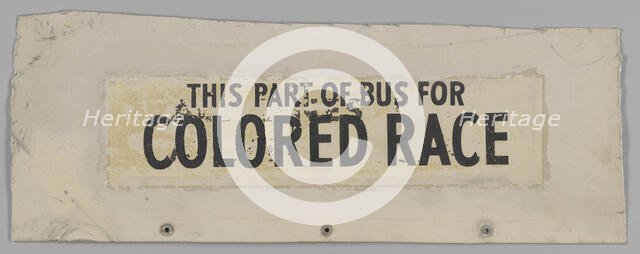 THIS PART OF BUS FOR
COLORED RACE
Heritage Heritage